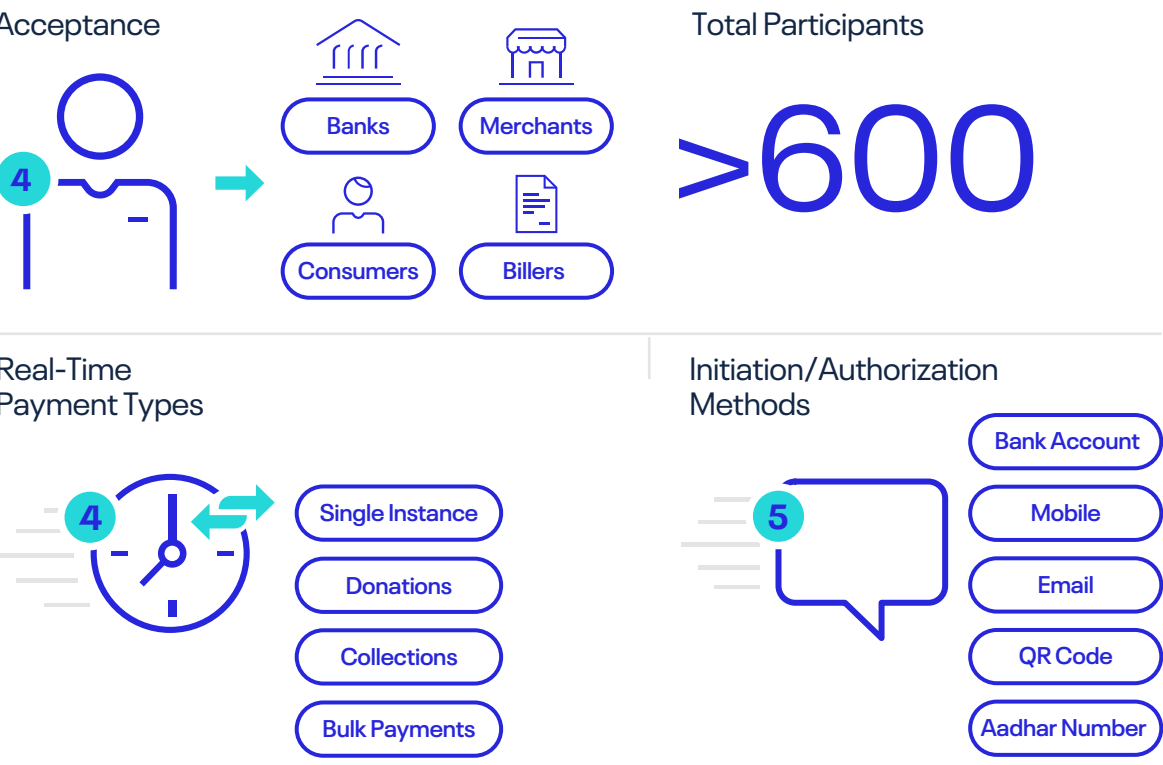 Acceptance
4
Banks
Merchants
Consumers
Billers
Total Participants
>600
Real-Time
Payment Types
4
Single Instance
Donations
Collections
Bulk Payments
Initiation/Authorization
Methods
5
Bank Account
Mobile
Email
QR Code
Aadhar Number